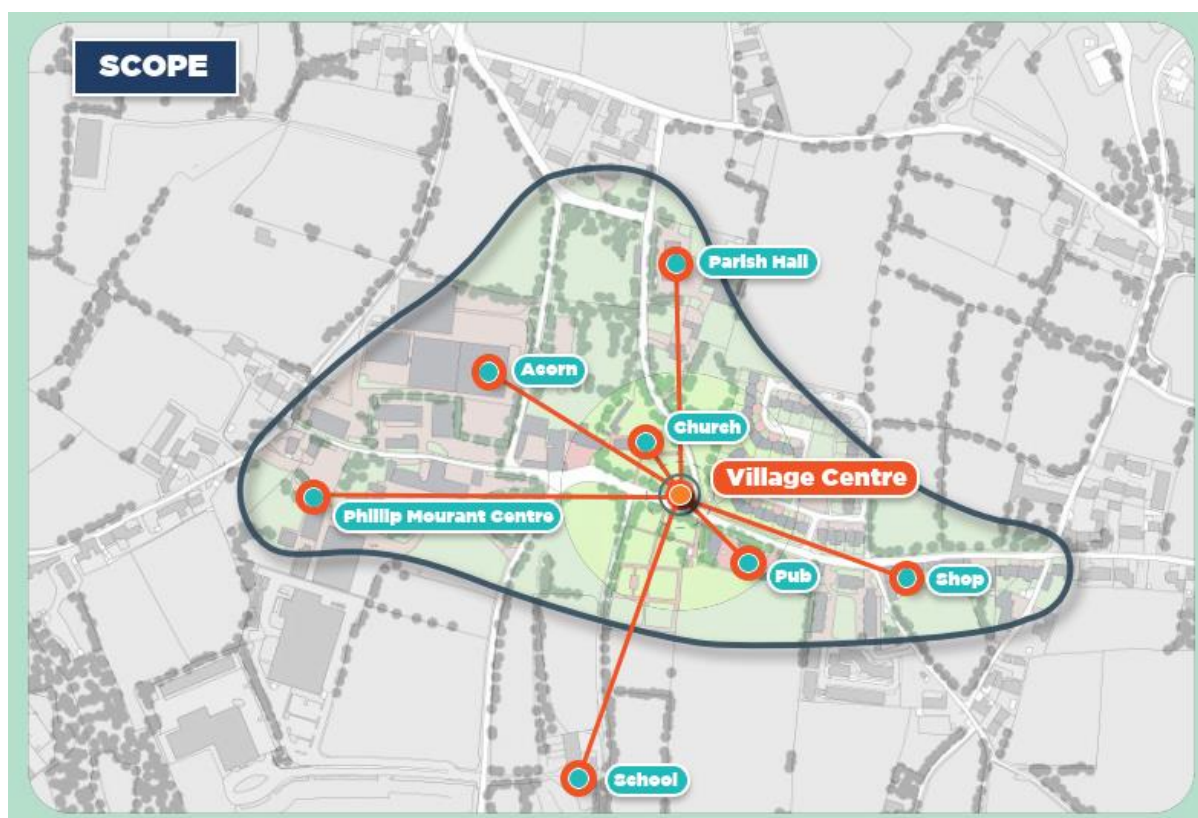 SCOPE
Parish Hall
Acorn
Church
Village Centre
Phillip Mourant Centre
Pub
Shop
School